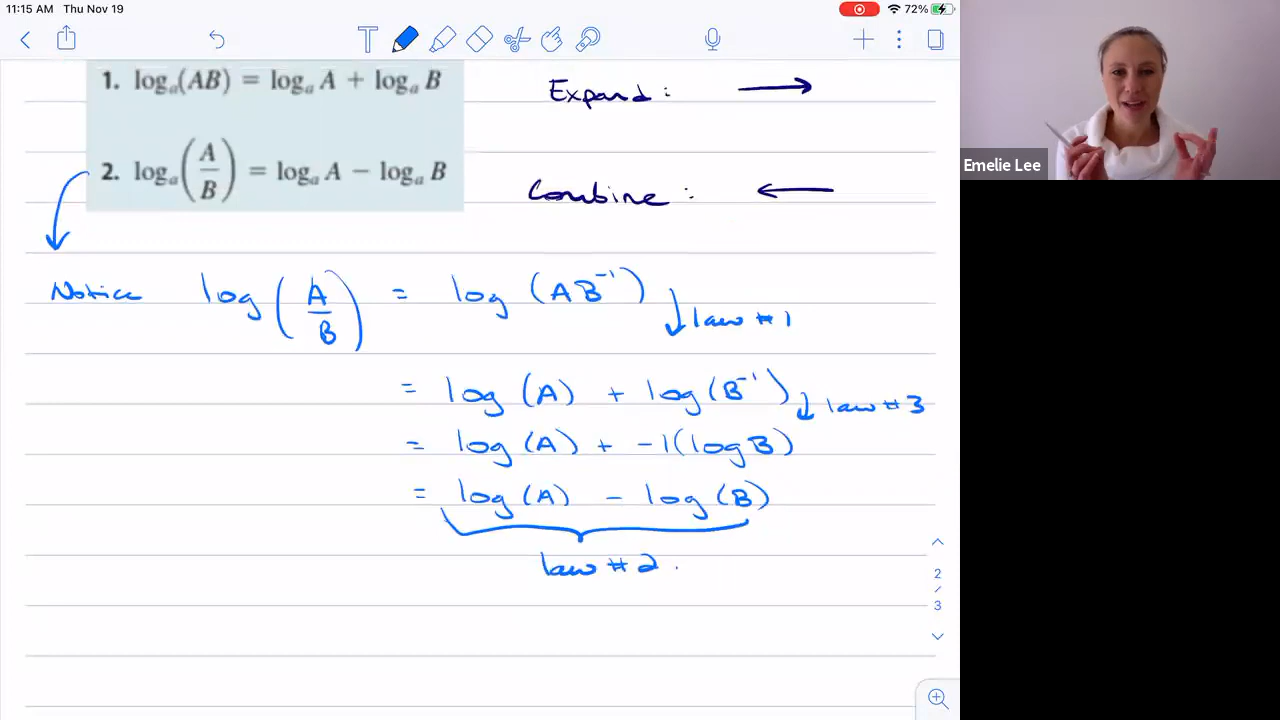 11:15 AM Thu Nov 19
72%
1. logₐ(AB) = logₐ A + logₐ B
Expand: →
2. logₐ(A/B) = logₐ A − logₐ B
Combine: ←
Emelie Lee
Notice log(A/B) = log(AB⁻¹)
↓ law #1
= log(A) + log(B⁻¹)
↓ law #3
= log(A) + -1(logB)
= log(A) - log(B)
law #2.
2
/
3